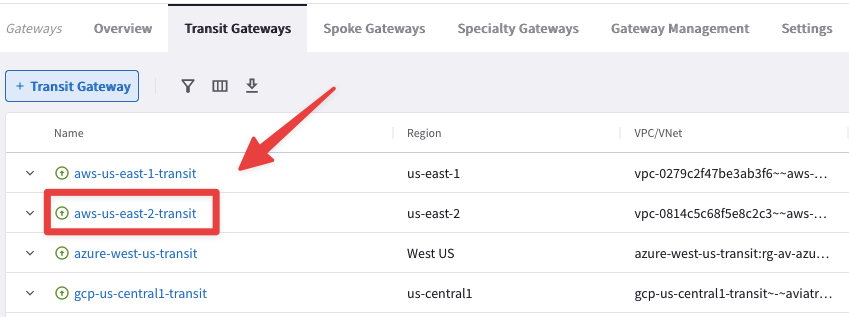 Gateways Overview Transit Gateways Spoke Gateways Specialty Gateways Gateway Management Settings
+ Transit Gateway
Name Region VPC/VNet
aws-us-east-1-transit us-east-1 vpc-0279c2f47be3ab3f6~~aws-...
aws-us-east-2-transit us-east-2 vpc-0814c5c68f5e8c2c3~~aws-...
azure-west-us-transit West US azure-west-us-transit:rg-av-azu...
gcp-us-central1-transit us-central1 gcp-us-central1-transit~-~aviatr...